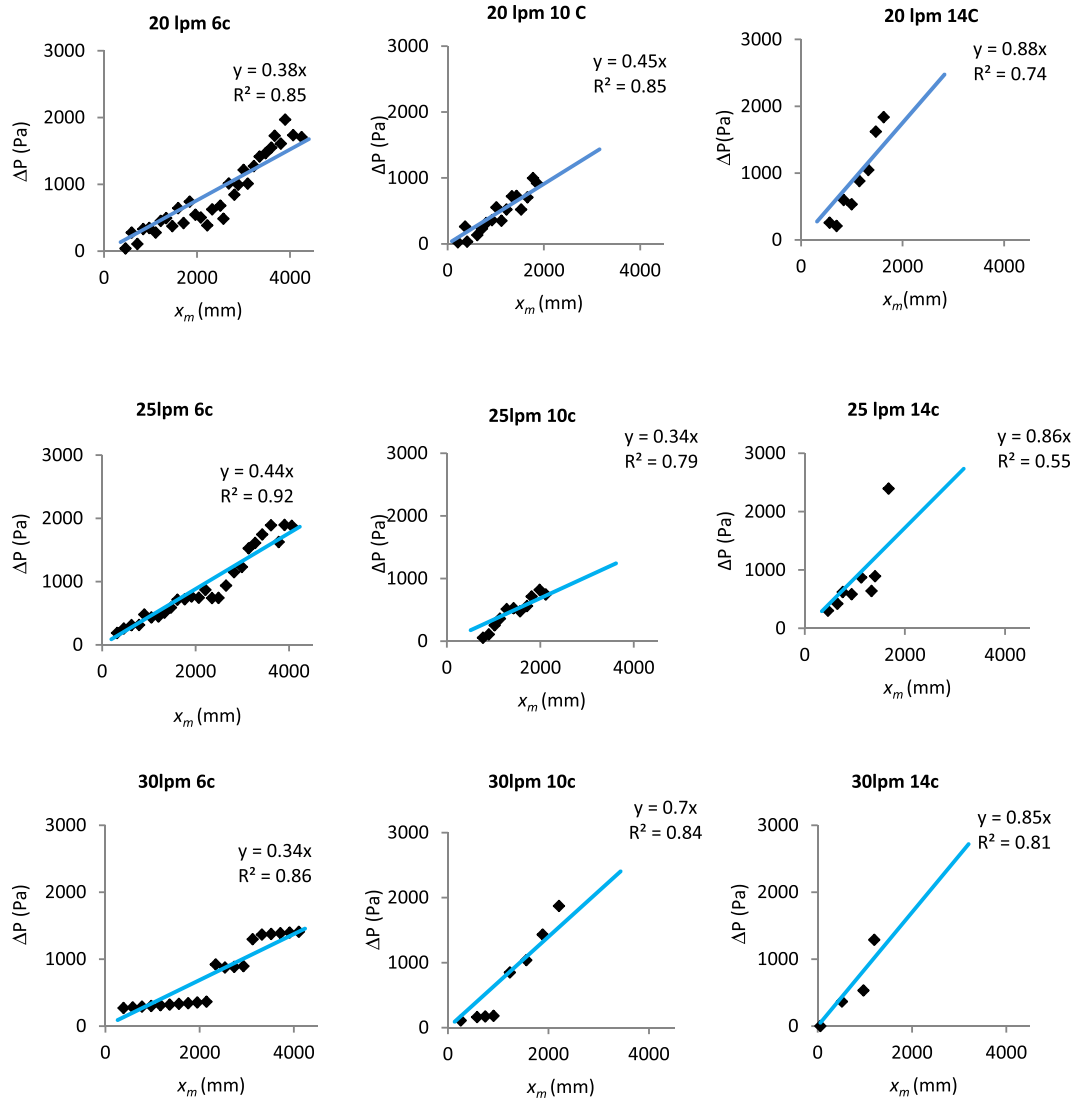 20 lpm 6c
y = 0.38x
R² = 0.85
3000
2000
1000
0
0 2000 4000
ΔP (Pa)
xm (mm)
20 lpm 10 C
y = 0.45x
R² = 0.85
3000
2000
1000
0
0 2000 4000
ΔP (Pa)
xm (mm)
20 lpm 14C
y = 0.88x
R² = 0.74
3000
2000
1000
0
0 2000 4000
ΔP(Pa)
xm(mm)
25lpm 6c
y = 0.44x
R² = 0.92
3000
2000
1000
0
0 2000 4000
ΔP (Pa)
xm (mm)
25lpm 10c
y = 0.34x
R² = 0.79
3000
2000
1000
0
0 2000 4000
ΔP (Pa)
xm (mm)
25 lpm 14c
y = 0.86x
R² = 0.55
3000
2000
1000
0
0 2000 4000
ΔP (Pa)
xm (mm)
30lpm 6c
y = 0.34x
R² = 0.86
3000
2000
1000
0
0 2000 4000
ΔP (Pa)
xm (mm)
30lpm 10c
y = 0.7x
R² = 0.84
3000
2000
1000
0
0 2000 4000
ΔP (Pa)
xm (mm)
30lpm 14c
y = 0.85x
R² = 0.81
3000
2000
1000
0
0 2000 4000
ΔP (Pa)
xm (mm)